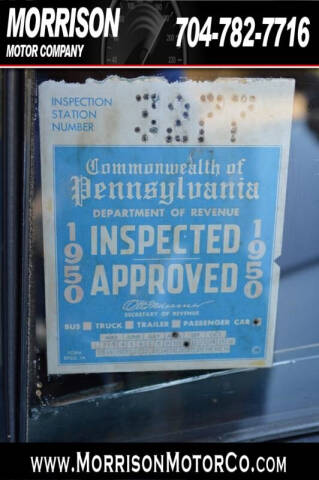 MORRISON
MOTOR COMPANY
704-782-7716
INSPECTION
STATION
NUMBER
Commonwealth of
Pennsylvania
DEPARTMENT OF REVENUE
1950 INSPECTED 1950
APPROVED
SECRETARY OF REVENUE
BUS TRUCK TRAILER PASSENGER CAR
FORM
www.MorrisonMotorCo.com